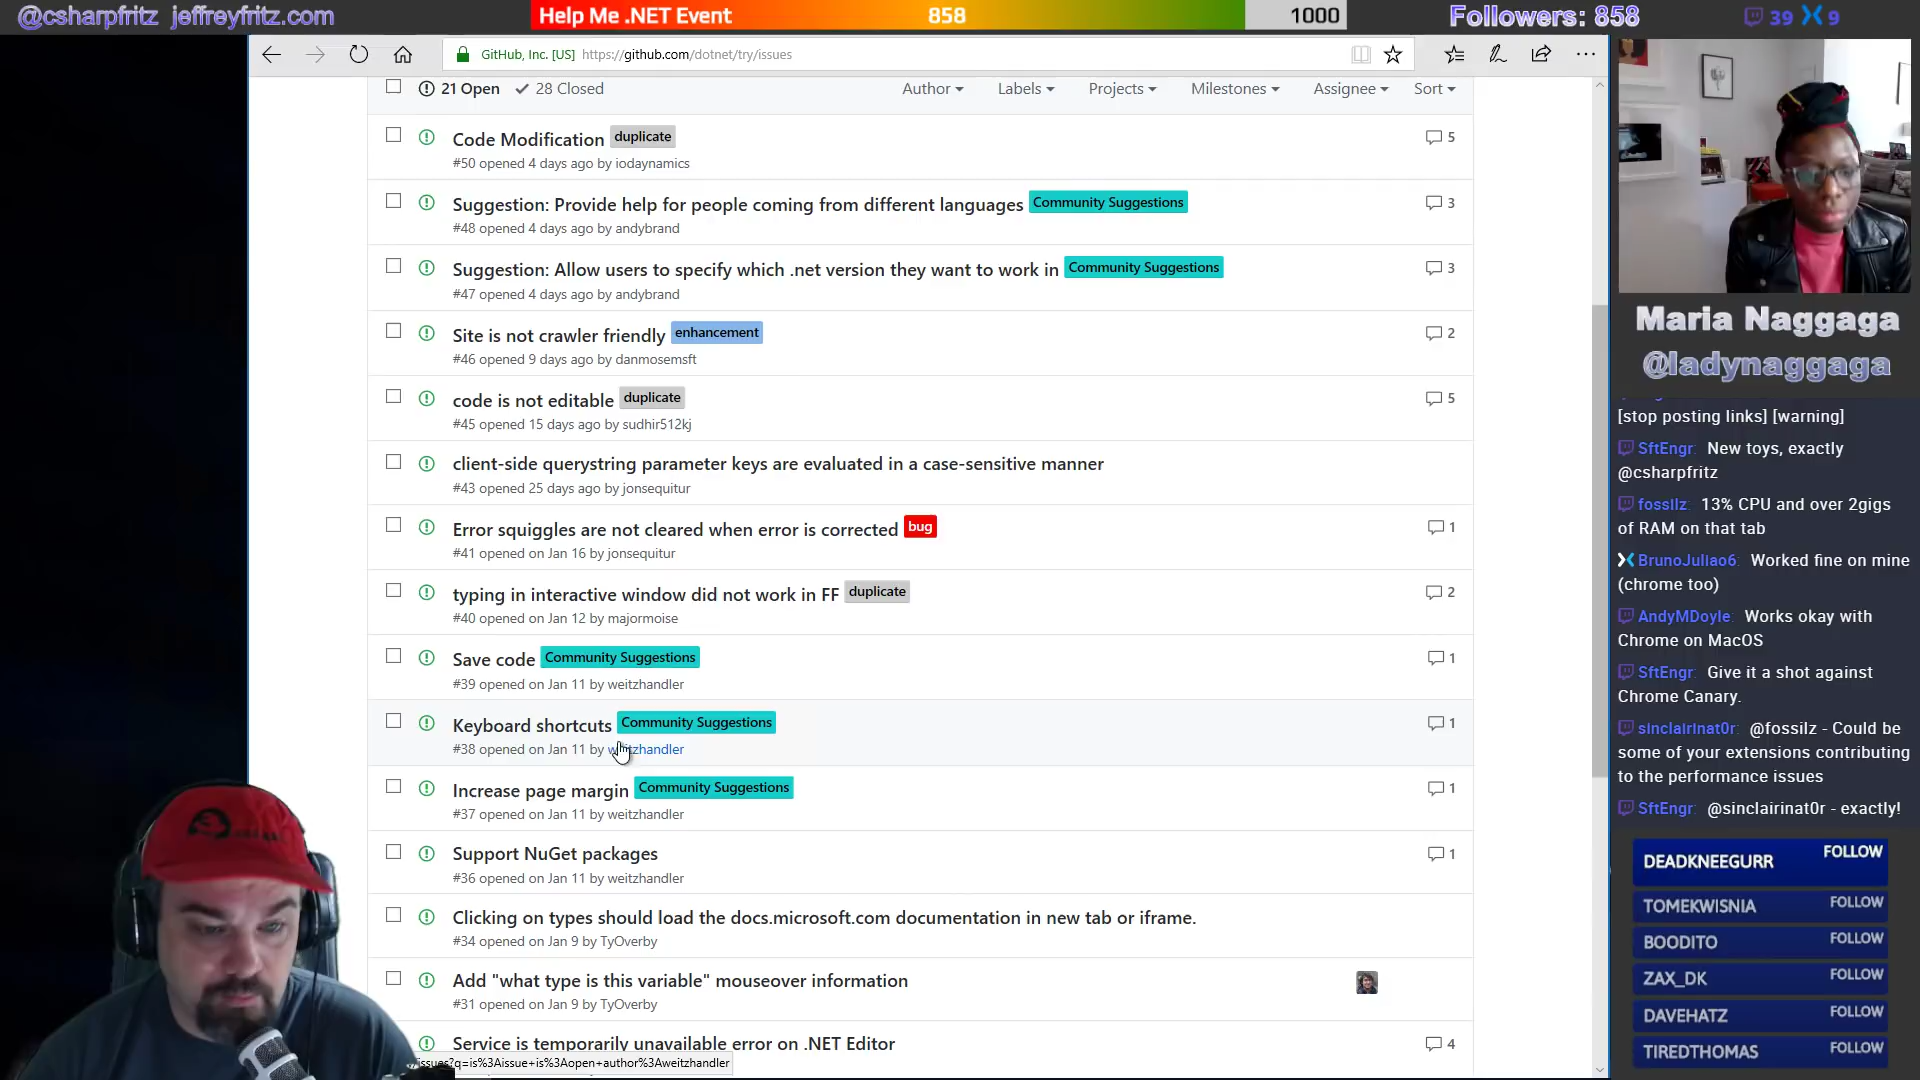 @csharpfritz jeffreyfritz.com
Help Me .NET Event 858 1000
Followers: 858
39 9
GitHub, Inc. [US] https://github.com/dotnet/try/issues
21 Open 28 Closed Author Labels Projects Milestones Assignee Sort
Code Modification duplicate 5
#50 opened 4 days ago by iodaynamics
Suggestion: Provide help for people coming from different languages Community Suggestions 3
#48 opened 4 days ago by andybrand
Suggestion: Allow users to specify which .net version they want to work in Community Suggestions 3
#47 opened 4 days ago by andybrand
Site is not crawler friendly enhancement 2
#46 opened 9 days ago by danmosemsft
code is not editable duplicate 5
#45 opened 15 days ago by sudhir512kj
client-side querystring parameter keys are evaluated in a case-sensitive manner
#43 opened 25 days ago by jonsequitur
Error squiggles are not cleared when error is corrected bug 1
#41 opened on Jan 16 by jonsequitur
typing in interactive window did not work in FF duplicate 2
#40 opened on Jan 12 by majormoise
Save code Community Suggestions 1
#39 opened on Jan 11 by weitzhandler
Keyboard shortcuts Community Suggestions 1
#38 opened on Jan 11 by weitzhandler
Increase page margin Community Suggestions 1
#37 opened on Jan 11 by weitzhandler
Support NuGet packages 1
#36 opened on Jan 11 by weitzhandler
Clicking on types should load the docs.microsoft.com documentation in new tab or iframe.
#34 opened on Jan 9 by TyOverby
Add "what type is this variable" mouseover information
#31 opened on Jan 9 by TyOverby
Service is temporarily unavailable error on .NET Editor 4
/issues?q=is%3Aissue+is%3Aopen+author%3Aweitzhandler
Maria Naggaga
@ladynaggaga
[stop posting links] [warning]
SftEngr: New toys, exactly
@csharpfritz
fossilz: 13% CPU and over 2gigs
of RAM on that tab
BrunoJuliao6: Worked fine on mine
(chrome too)
AndyMDoyle: Works okay with
Chrome on MacOS
SftEngr: Give it a shot against
Chrome Canary.
sinclairinat0r: @fossilz - Could be
some of your extensions contributing
to the performance issues
SftEngr: @sinclairinat0r - exactly!
DEADKNEEGURR FOLLOW
TOMEKWISNIA FOLLOW
BOODITO FOLLOW
ZAX_DK FOLLOW
DAVEHATZ FOLLOW
TIREDTHOMAS FOLLOW